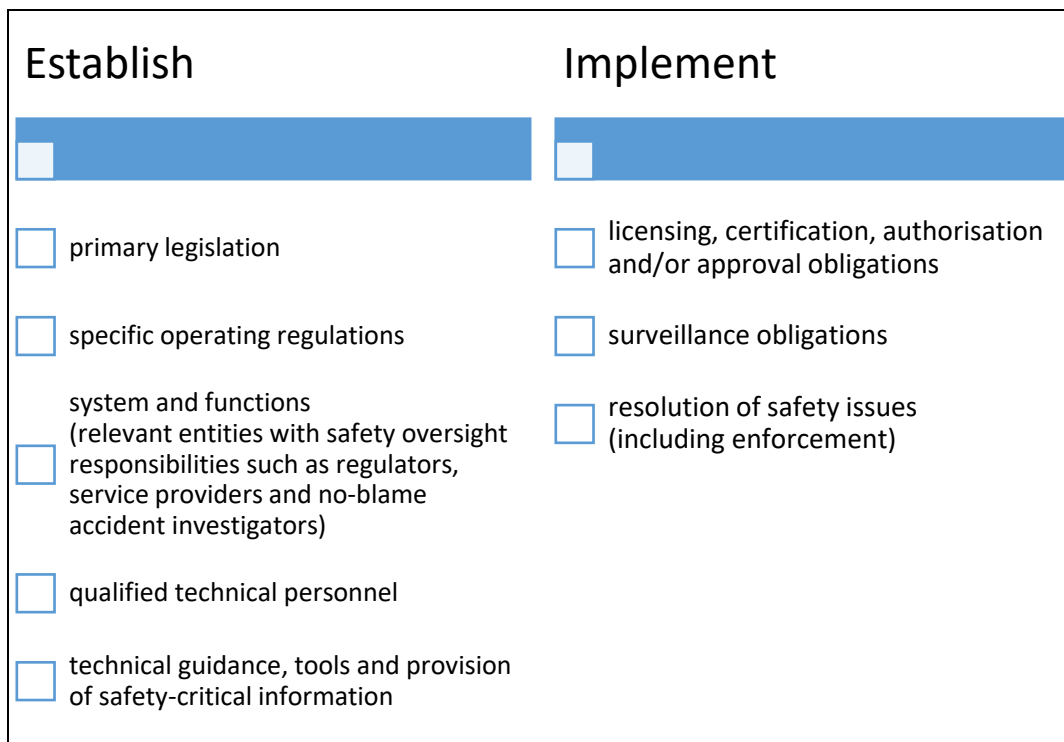 Establish
primary legislation
specific operating regulations
system and functions
(relevant entities with safety oversight
responsibilities such as regulators,
service providers and no-blame
accident investigators)
qualified technical personnel
technical guidance, tools and provision
of safety-critical information
Implement
licensing, certification, authorisation
and/or approval obligations
surveillance obligations
resolution of safety issues
(including enforcement)